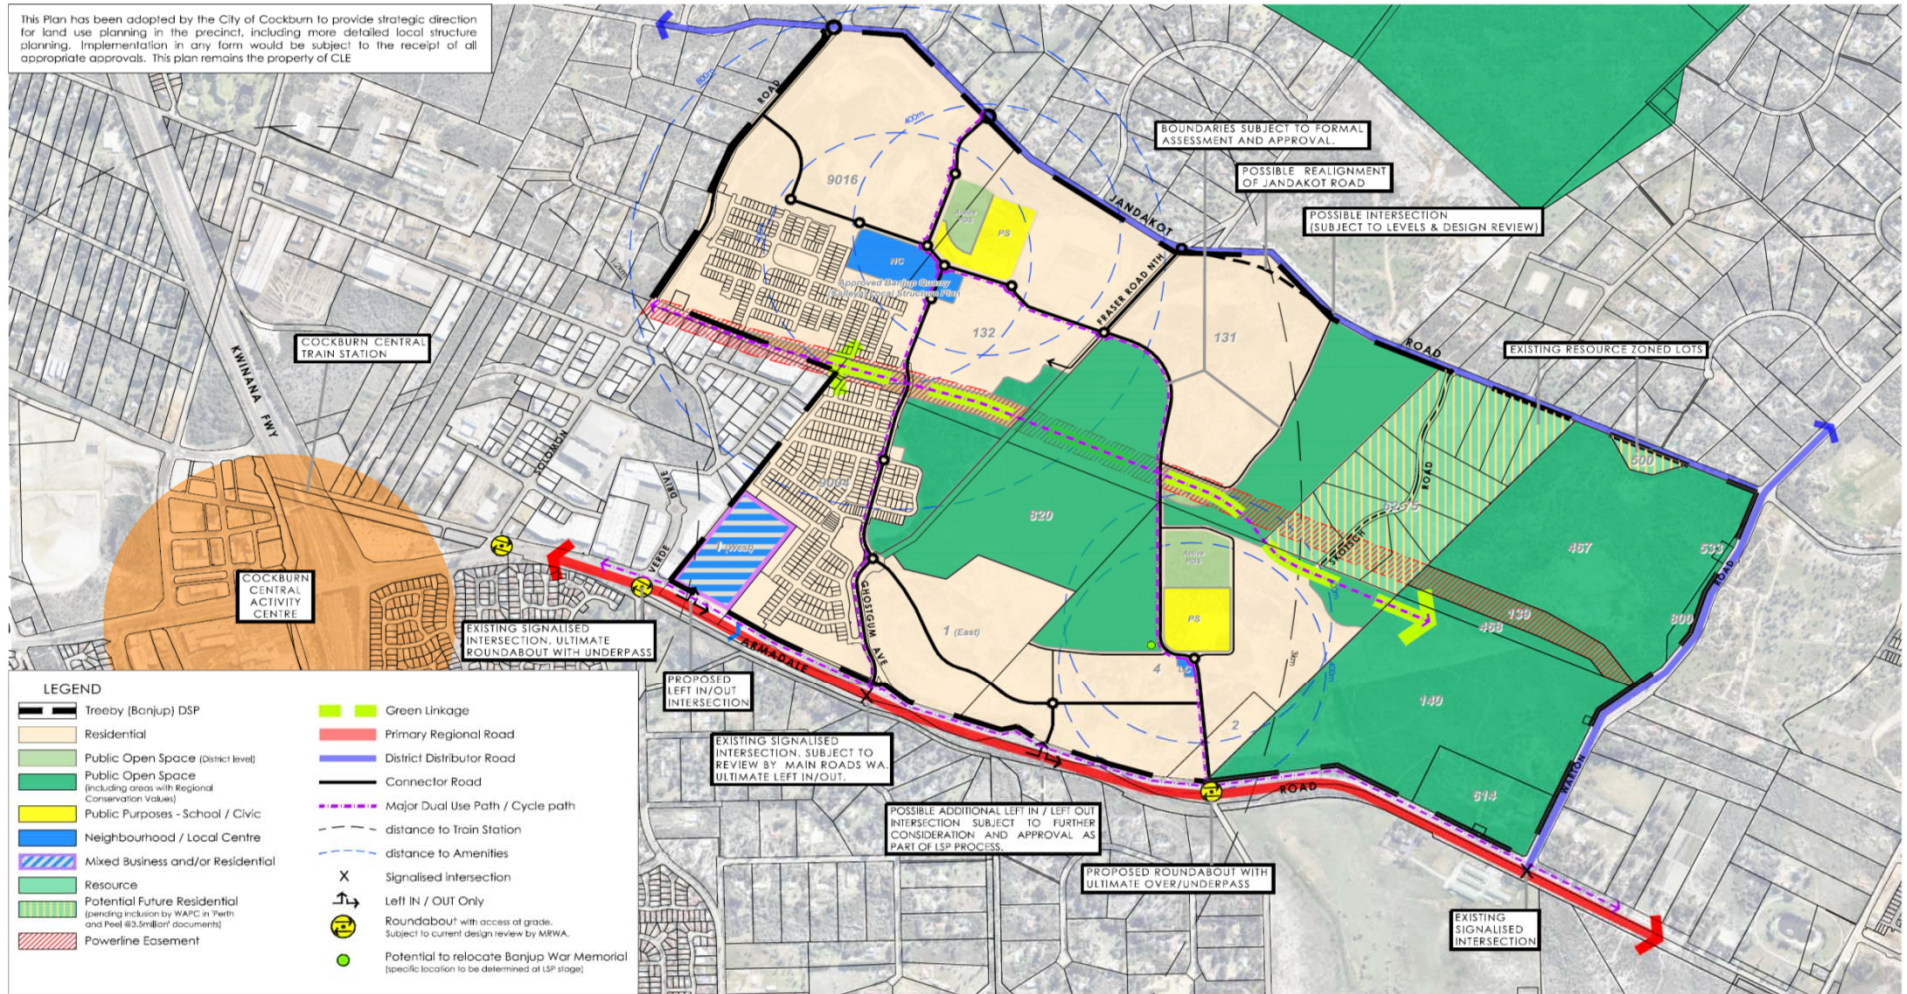 This Plan has been adopted by the City of Cockburn to provide strategic direction
for land use planning in the precinct, including more detailed local structure
planning. Implementation in any form would be subject to the receipt of all
appropriate approvals. This plan remains the property of CLE
ROAD
800m
400m
BOUNDARIES SUBJECT TO FORMAL
ASSESSMENT AND APPROVAL.
POSSIBLE REALIGNMENT
OF JANDAKOT ROAD
POSSIBLE INTERSECTION
(SUBJECT TO LEVELS & DESIGN REVIEW)
9016
PS
JANDAKOT
NC
FRASER ROAD NTH
132
131
ROAD
EXISTING RESOURCE ZONED LOTS
COCKBURN CENTRAL
TRAIN STATION
KWINANA FWY
SOLOMON
VERDE
DRIVE
500
ROAD
820
467
533
SKOTSCH
ROAD
1 (West)
COCKBURN
CENTRAL
ACTIVITY
CENTRE
139
468
800
PS
GHOSTGUM AVE
1 (East)
4
LC
3km
400m
EXISTING SIGNALISED
INTERSECTION. ULTIMATE
ROUNDABOUT WITH UNDERPASS
ARMADALE
PROPOSED
LEFT IN/OUT
INTERSECTION
140
2
EXISTING SIGNALISED
INTERSECTION. SUBJECT TO
REVIEW BY MAIN ROADS WA.
ULTIMATE LEFT IN/OUT.
ROAD
614
WARTON
POSSIBLE ADDITIONAL LEFT IN / LEFT OUT
INTERSECTION SUBJECT TO FURTHER
CONSIDERATION AND APPROVAL AS
PART OF LSP PROCESS.
PROPOSED ROUNDABOUT WITH
ULTIMATE OVER/UNDERPASS
EXISTING
SIGNALISED
INTERSECTION
LEGEND
Treeby (Banjup) DSP
Residential
Public Open Space (District level)
Public Open Space
(including areas with Regional
Conservation Values)
Public Purposes - School / Civic
Neighbourhood / Local Centre
Mixed Business and/or Residential
Resource
Potential Future Residential
(pending inclusion by WAPC in 'Perth
and Peel @3.5million' documents)
Powerline Easement
Green Linkage
Primary Regional Road
District Distributor Road
Connector Road
Major Dual Use Path / Cycle path
distance to Train Station
distance to Amenities
Signalised intersection
Left IN / OUT Only
Roundabout with access at grade.
Subject to current design review by MRWA.
Potential to relocate Banjup War Memorial
(specific location to be determined at LSP stage)